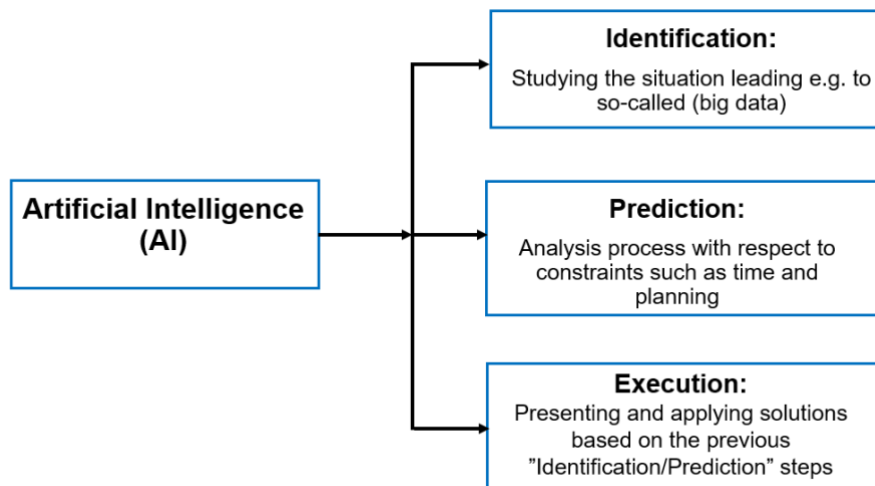 Identification:
Studying the situation leading e.g. to
so-called (big data)
Artificial Intelligence
(AI)
Prediction:
Analysis process with respect to
constraints such as time and
planning
Execution:
Presenting and applying solutions
based on the previous
”Identification/Prediction” steps